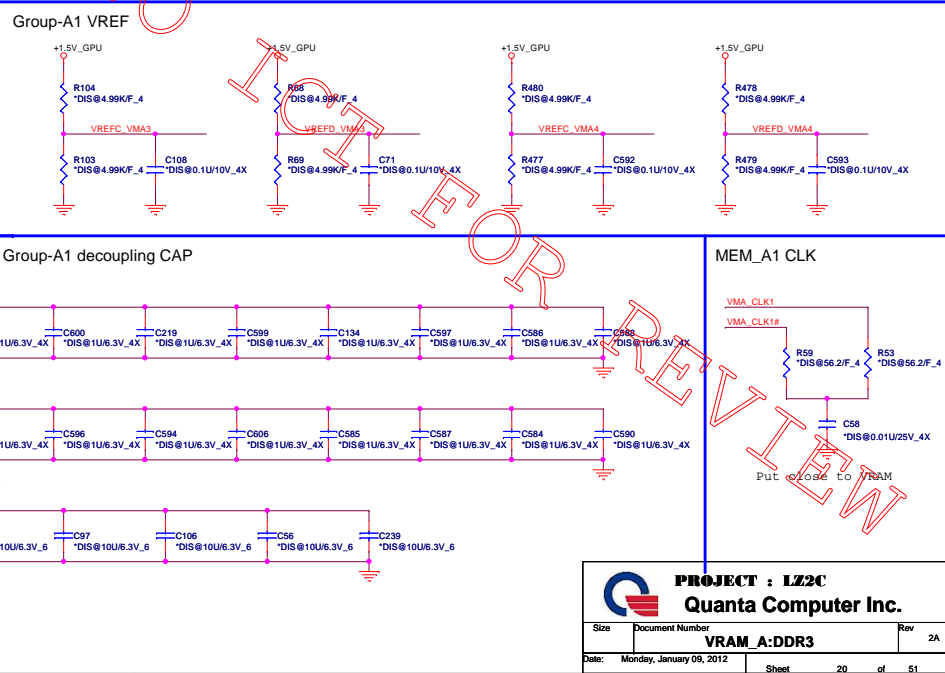 Group-A1 VREF
+1.5V_GPU
+1.5V_GPU
+1.5V_GPU
+1.5V_GPU
R104
*DIS@4.99K/F_4
R68
*DIS@4.99K/F_4
R480
*DIS@4.99K/F_4
R478
*DIS@4.99K/F_4
VREFC_VMA3
VREFD_VMA3
VREFC_VMA4
VREFD_VMA4
R103
*DIS@4.99K/F_4
C108
*DIS@0.1U/10V_4X
R69
*DIS@4.99K/F_4
C71
*DIS@0.1U/10V_4X
R477
*DIS@4.99K/F_4
C592
*DIS@0.1U/10V_4X
R479
*DIS@4.99K/F_4
C593
*DIS@0.1U/10V_4X
Group-A1 decoupling CAP
C600
C219
C599
C134
C597
C586
1U/6.3V_4X
*DIS@1U/6.3V_4X
*DIS@1U/6.3V_4X
*DIS@1U/6.3V_4X
*DIS@1U/6.3V_4X
*DIS@1U/6.3V_4X
*DIS@1U/6.3V_4X
*DIS@1U/6.3V_4X
C596
C594
C606
C585
C587
C584
C590
1U/6.3V_4X
*DIS@1U/6.3V_4X
*DIS@1U/6.3V_4X
*DIS@1U/6.3V_4X
*DIS@1U/6.3V_4X
*DIS@1U/6.3V_4X
*DIS@1U/6.3V_4X
*DIS@1U/6.3V_4X
C97
C106
C56
C239
10U/6.3V_6
*DIS@10U/6.3V_6
*DIS@10U/6.3V_6
*DIS@10U/6.3V_6
*DIS@10U/6.3V_6
MEM_A1 CLK
VMA_CLK1
VMA_CLK1#
R59
*DIS@56.2/F_4
R53
*DIS@56.2/F_4
C58
*DIS@0.01U/25V_4X
Put close to VRAM
FOR REVIEW
PROJECT : LZ2C
Quanta Computer Inc.
Size
Document Number
Rev
VRAM_A:DDR3
2A
Date: Monday, January 09, 2012
Sheet 20 of 51